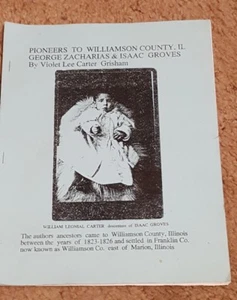 PIONEERS TO WILLIAMSON COUNTY, IL
GEORGE ZACHARIAS & ISAAC GROVES
By Violet Lee Carter Grisham
WILLIAM LEONIAL CARTER descendant of ISAAC GROVES
The authors ancestors came to Williamson County, Illinois
between the years of 1823-1826 and settled in Franklin Co.
now known as Williamson Co. east of Marion, Illinois